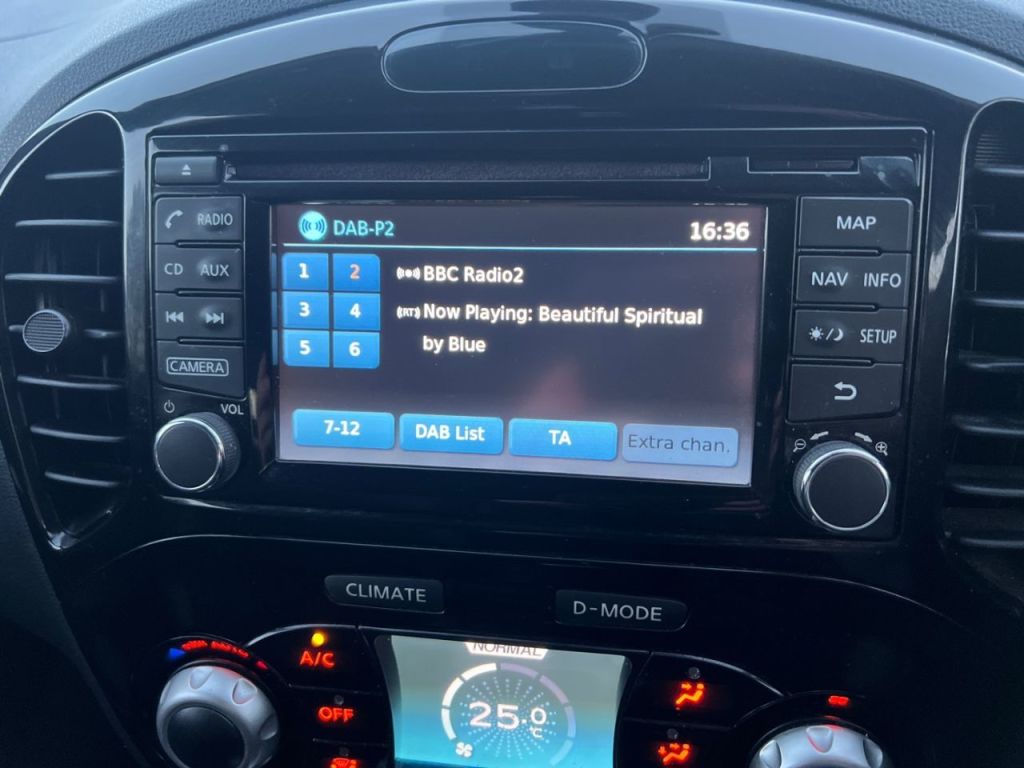 DAB-P2
16:36
RADIO
CD AUX
CAMERA
VOL
1 2
3 4
5 6
BBC Radio2
(RT) Now Playing: Beautiful Spiritual
by Blue
7-12
DAB List
TA
Extra chan.
MAP
NAV INFO
SETUP
CLIMATE
D-MODE
A/C
OFF
NORMAL
25.0
°C